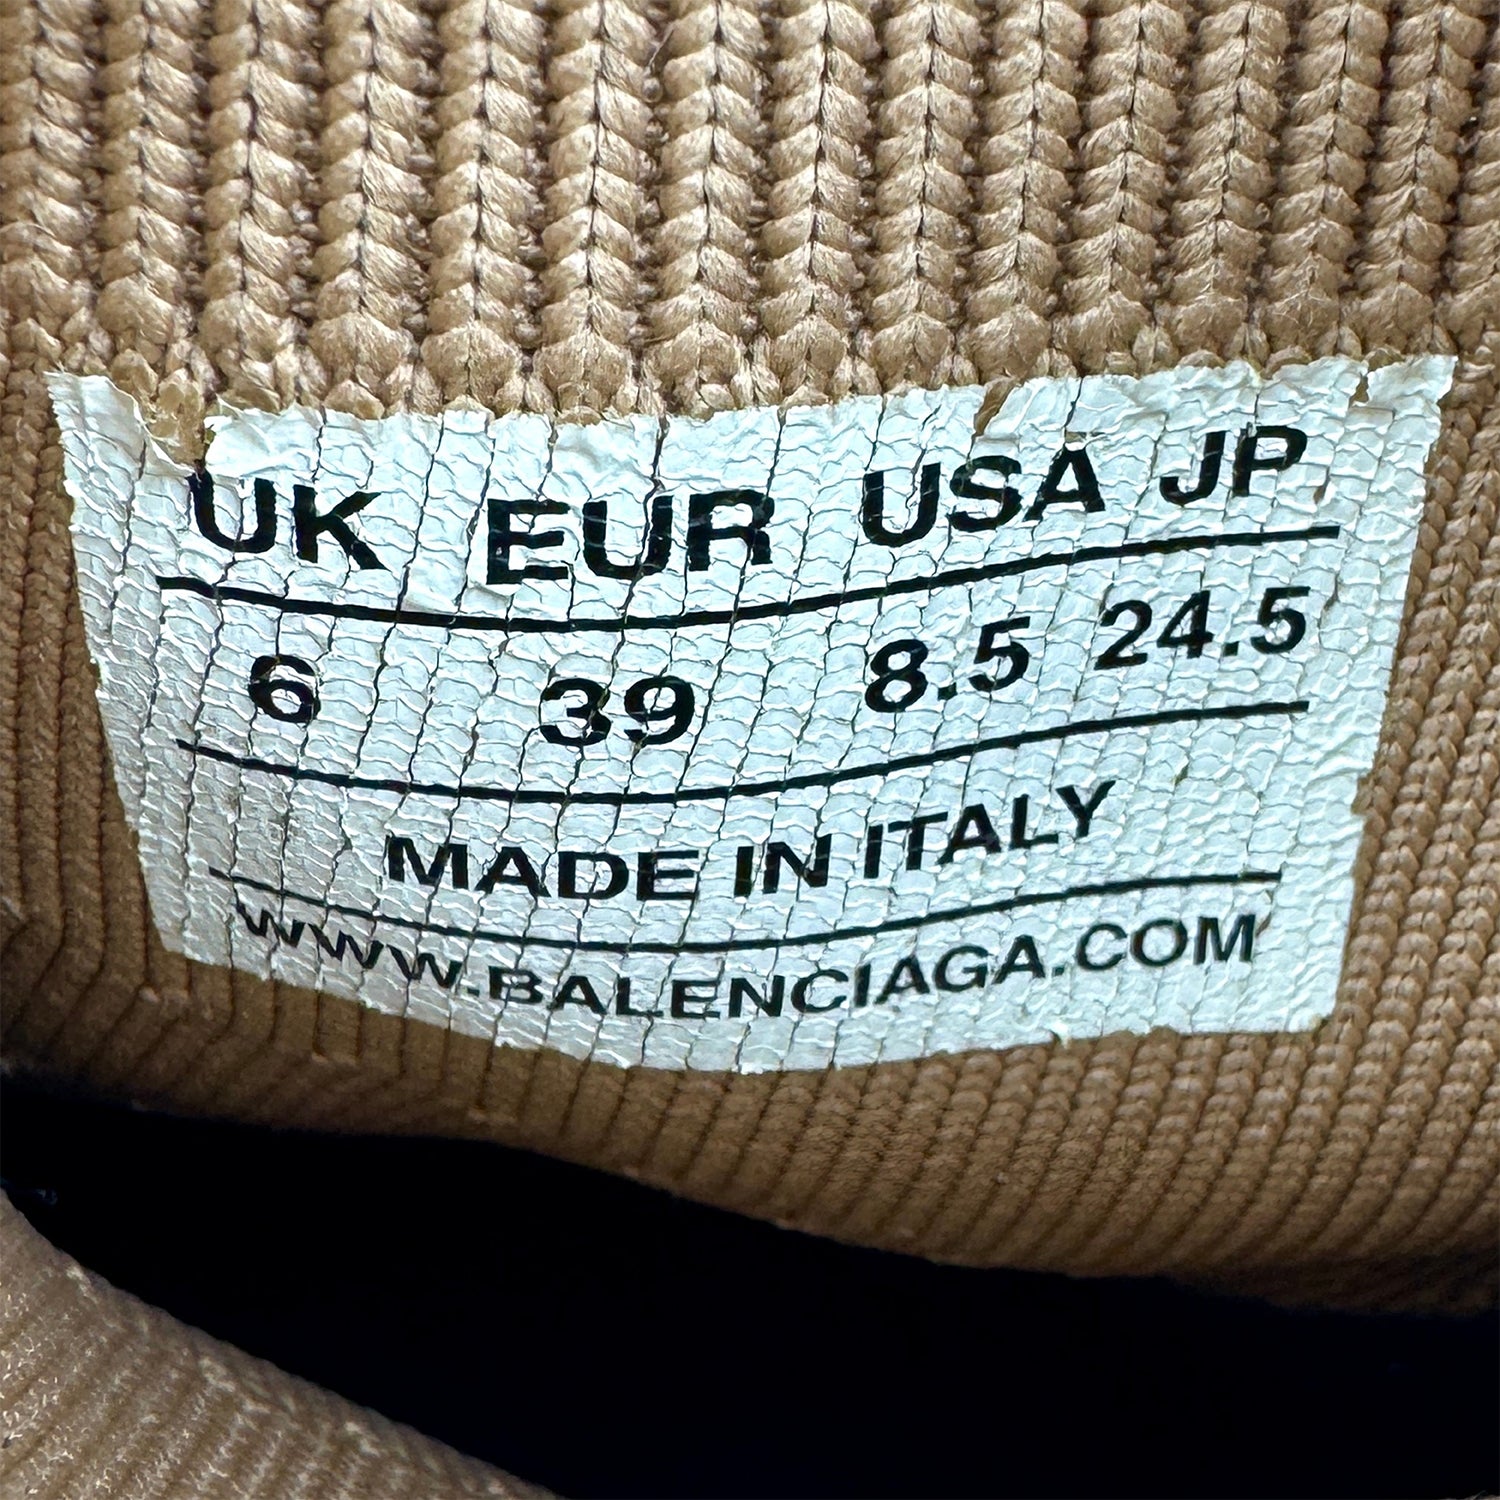 UK EUR USA JP
6 39 8.5 24.5
MADE IN ITALY
WWW.BALENCIAGA.COM